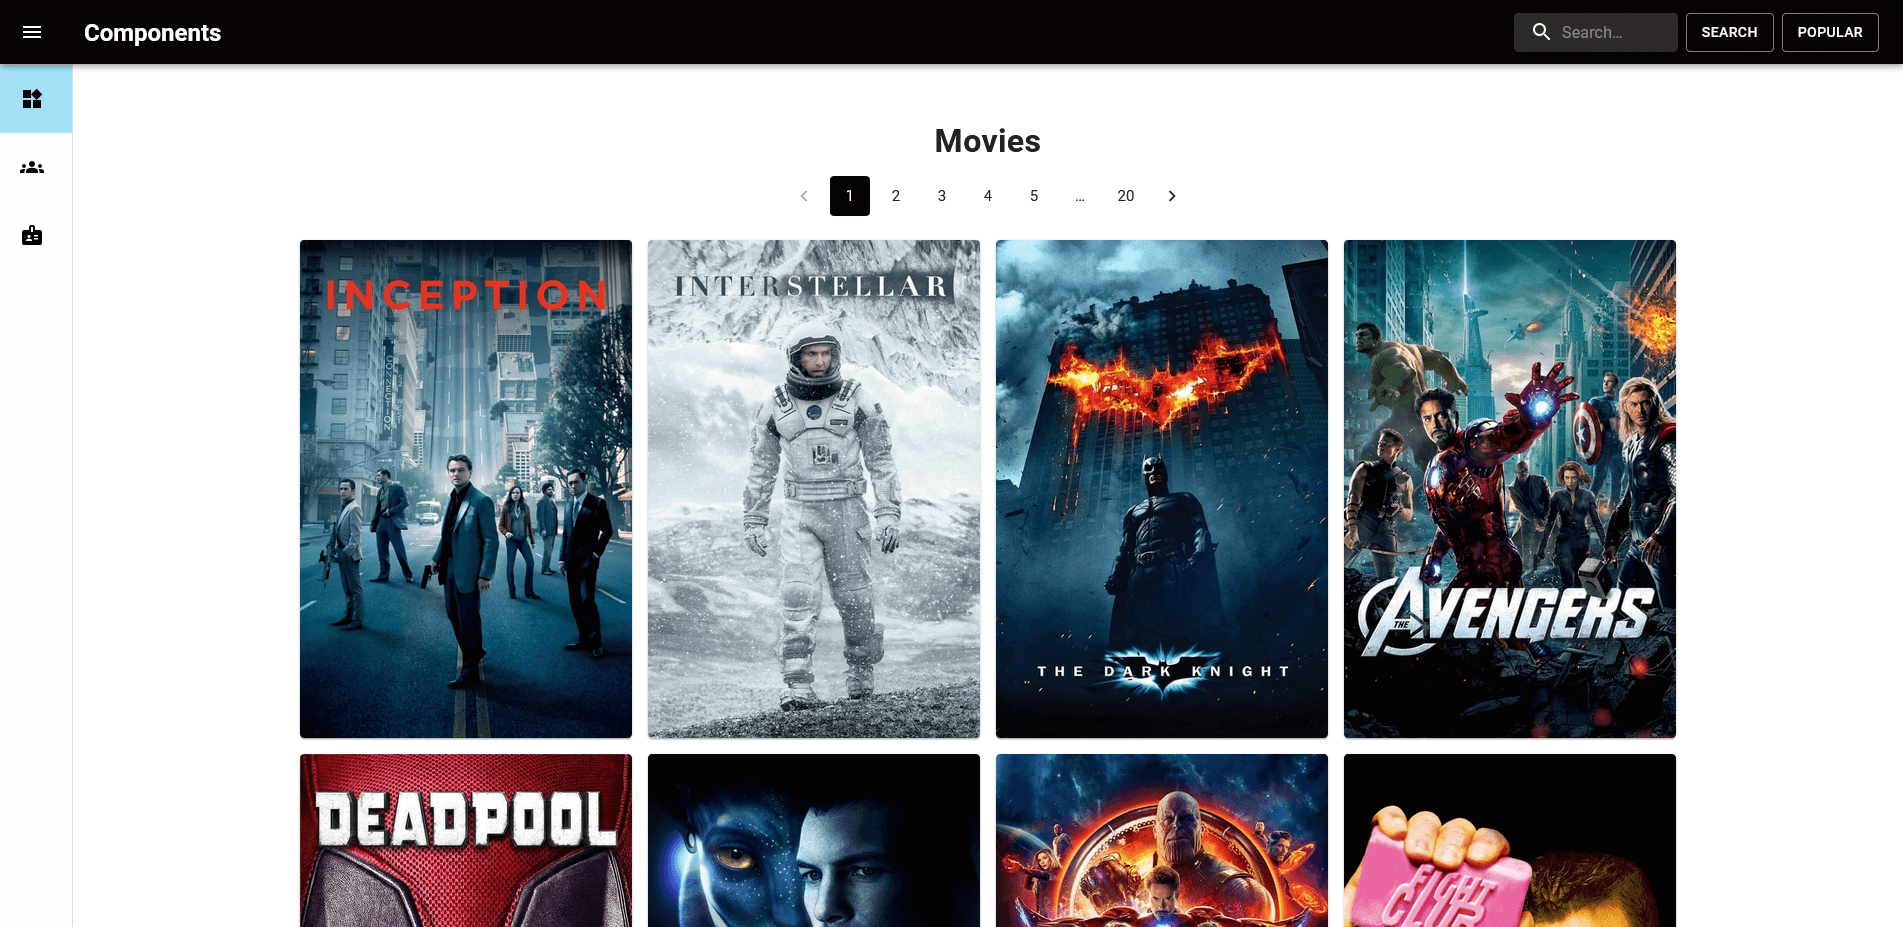 Components
Search...
SEARCH
POPULAR
Movies
1 2 3 4 5 ... 20
INCEPTION
INTERSTELLAR
THE DARK KNIGHT
THE AVENGERS
DEADPOOL
FIGHT
CLUB